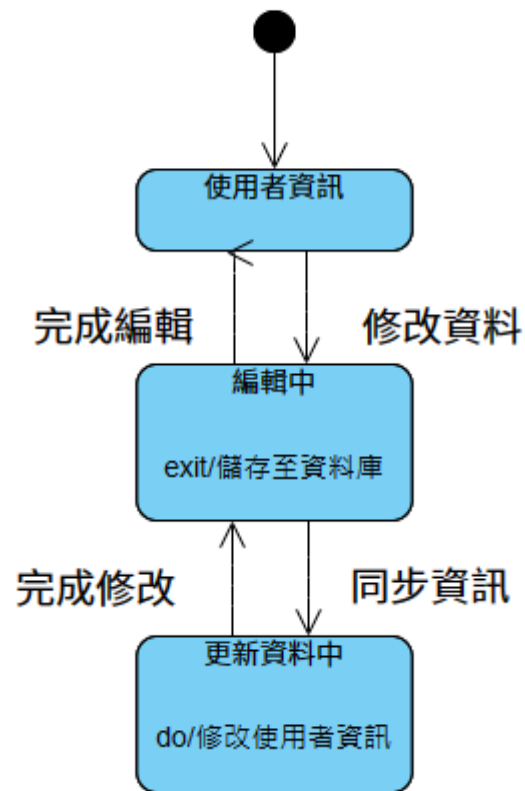 使用者資訊
完成編輯
修改資料
編輯中
exit/儲存至資料庫
完成修改
同步資訊
更新資料中
do/修改使用者資訊